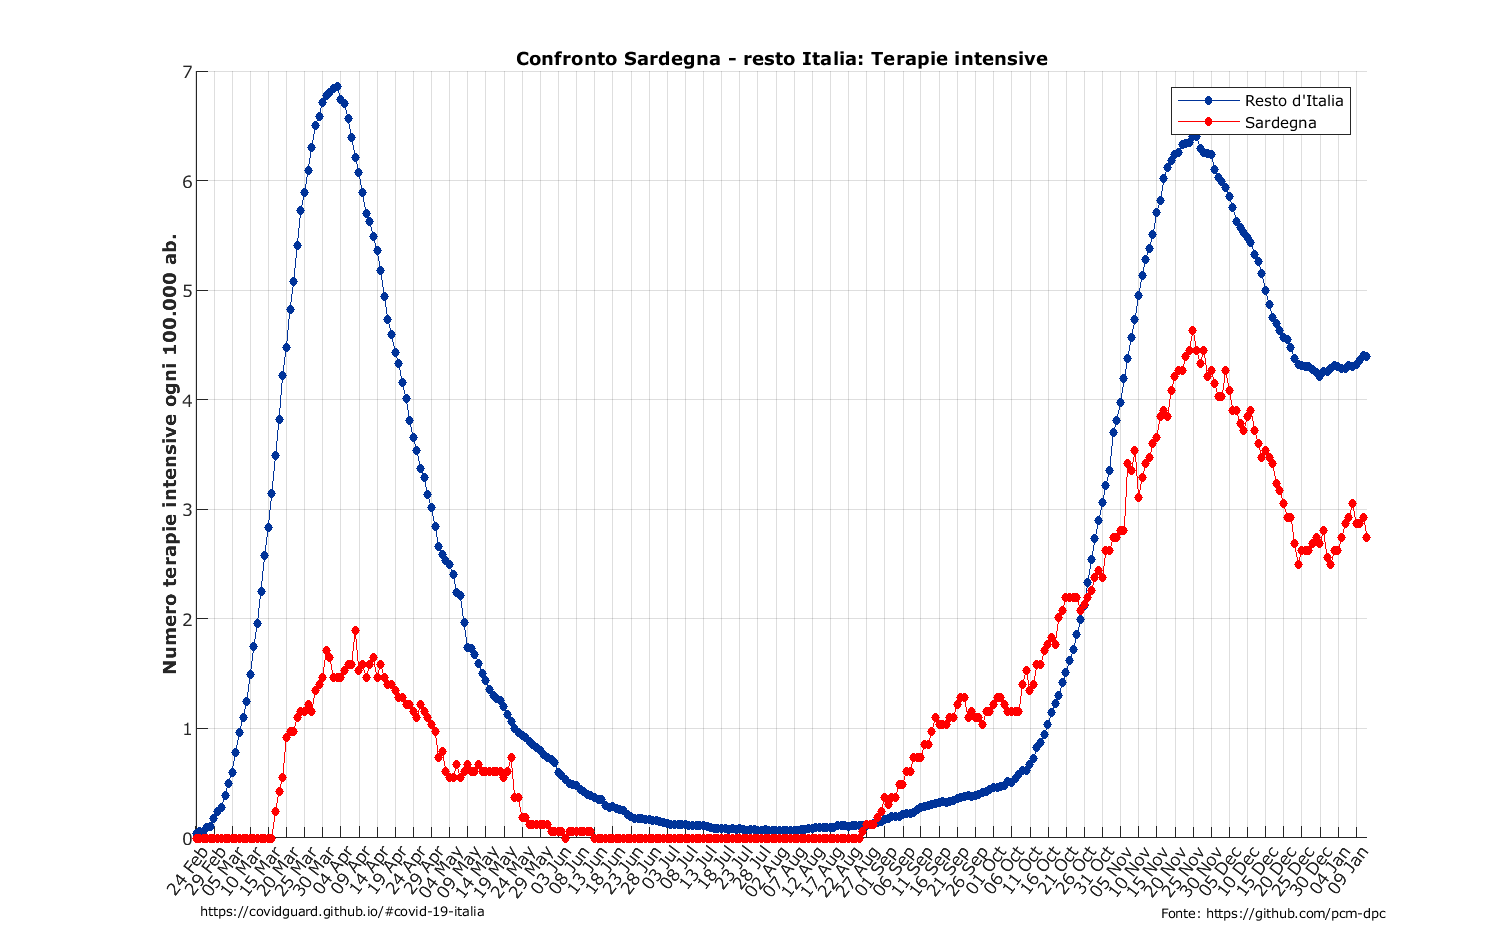 Confronto Sardegna - resto Italia: Terapie intensive
Resto d'Italia
Sardegna
Numero terapie intensive ogni 100.000 ab.
7
6
5
4
3
2
1
0
24 Feb
29 Feb
05 Mar
10 Mar
15 Mar
20 Mar
25 Mar
30 Mar
04 Apr
09 Apr
14 Apr
19 Apr
24 Apr
29 Apr
04 May
09 May
14 May
19 May
24 May
29 May
03 Jun
08 Jun
13 Jun
18 Jun
23 Jun
28 Jun
03 Jul
08 Jul
13 Jul
18 Jul
23 Jul
28 Jul
02 Aug
07 Aug
12 Aug
17 Aug
22 Aug
27 Aug
01 Sep
06 Sep
11 Sep
16 Sep
21 Sep
26 Sep
01 Oct
06 Oct
11 Oct
16 Oct
21 Oct
26 Oct
31 Oct
05 Nov
10 Nov
15 Nov
20 Nov
25 Nov
30 Nov
05 Dec
10 Dec
15 Dec
20 Dec
25 Dec
30 Dec
04 Jan
09 Jan
https://covidguard.github.io/#covid-19-italia
Fonte: https://github.com/pcm-dpc